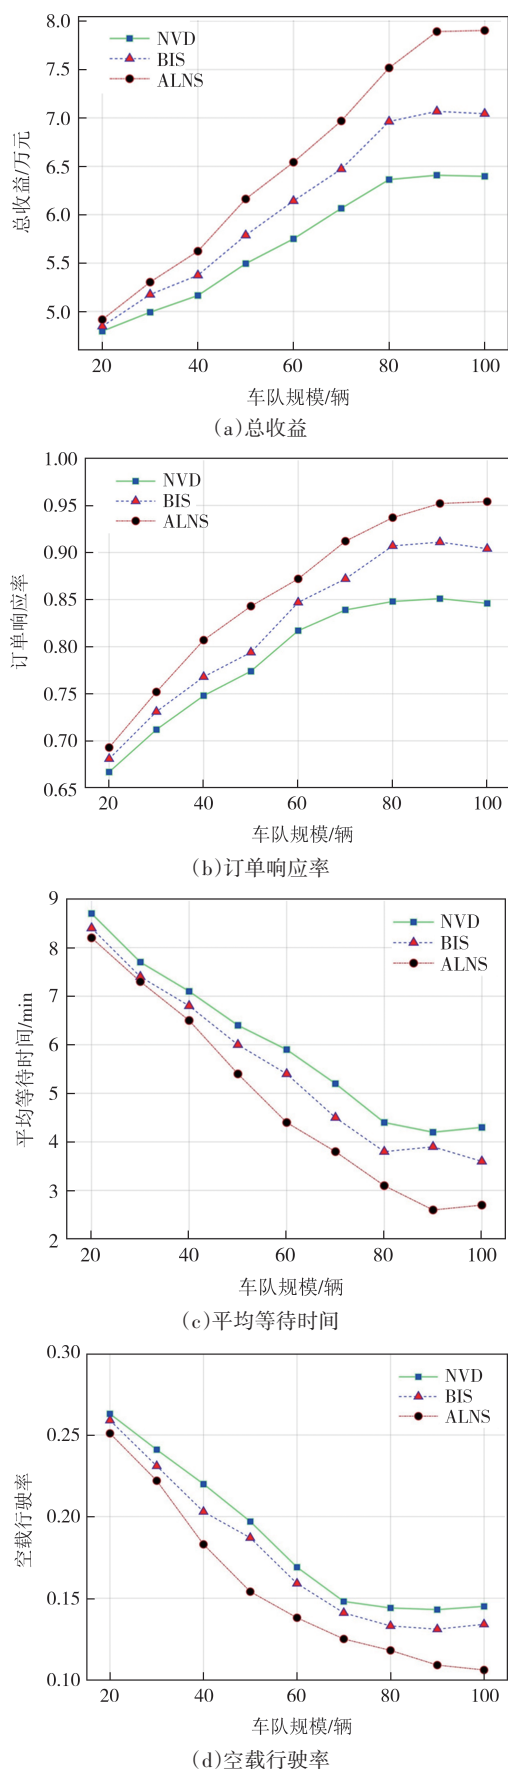 8.0
NVD
BIS
ALNS
7.5
7.0
6.5
6.0
5.5
5.0
总收益/万元
20 40 60 80 100
车队规模/辆
(a)总收益
1.00
NVD
BIS
ALNS
0.95
0.90
0.85
0.80
0.75
0.70
0.65
订单响应率
20 40 60 80 100
车队规模/辆
(b)订单响应率
9
NVD
BIS
ALNS
8
7
6
5
4
3
2
平均等待时间/min
20 40 60 80 100
车队规模/辆
(c)平均等待时间
0.30
NVD
BIS
ALNS
0.25
0.20
0.15
0.10
空载行驶率
20 40 60 80 100
车队规模/辆
(d)空载行驶率